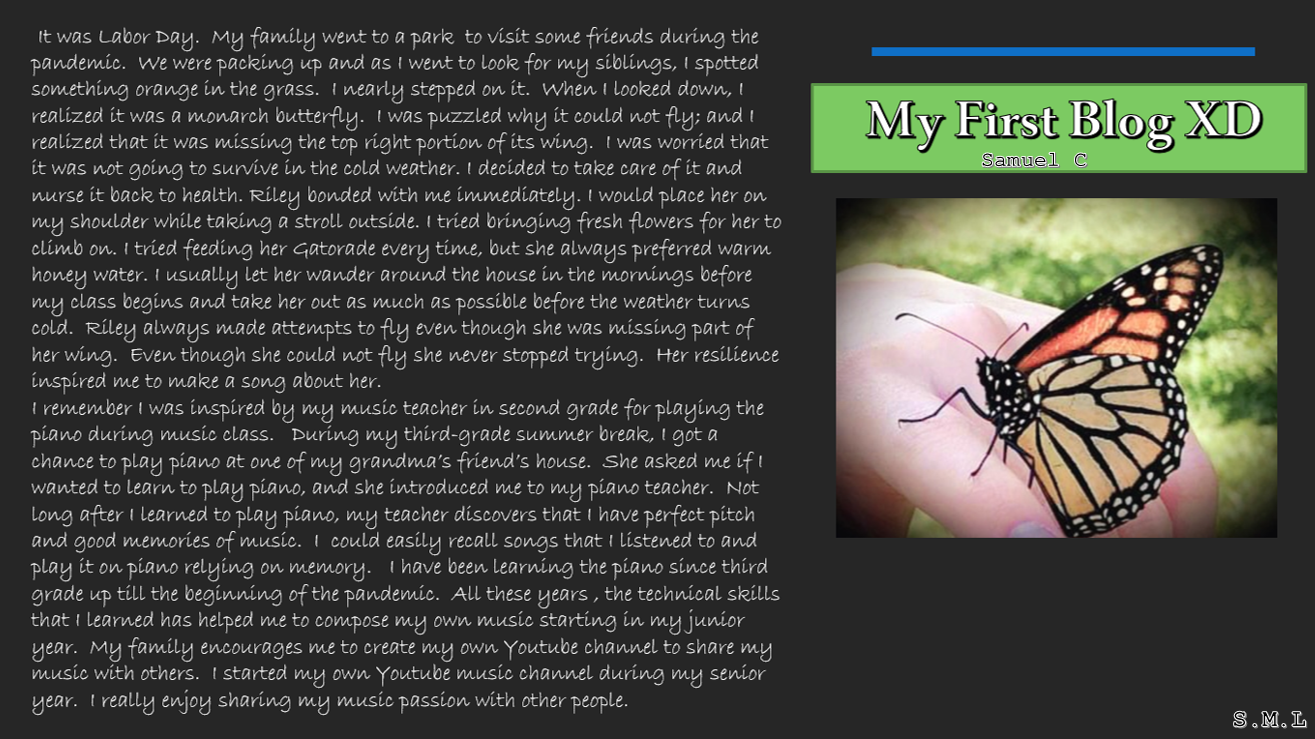 It was Labor Day. My family went to a park to visit some friends during the
pandemic. We were packing up and as I went to look for my siblings, I spotted
something orange in the grass. I nearly stepped on it. When I looked down, I
realized it was a monarch butterfly. I was puzzled why it could not fly; and I
realized that it was missing the top right portion of its wing. I was worried that
it was not going to survive in the cold weather. I decided to take care of it and
nurse it back to health. Riley bonded with me immediately. I would place her on
my shoulder while taking a stroll outside. I tried bringing fresh flowers for her to
climb on. I tried feeding her Gatorade every time, but she always preferred warm
honey water. I usually let her wander around the house in the mornings before
my class begins and take her out as much as possible before the weather turns
cold. Riley always made attempts to fly even though she was missing part of
her wing. Even though she could not fly she never stopped trying. Her resilience
inspired me to make a song about her.
I remember I was inspired by my music teacher in second grade for playing the
piano during music class. During my third-grade summer break, I got a
chance to play piano at one of my grandma's friend's house. She asked me if I
wanted to learn to play piano, and she introduced me to my piano teacher. Not
long after I learned to play piano, my teacher discovers that I have perfect pitch
and good memories of music. I could easily recall songs that I listened to and
play it on piano relying on memory. I have been learning the piano since third
grade up till the beginning of the pandemic. All these years , the technical skills
that I learned has helped me to compose my own music starting in my junior
year. My family encourages me to create my own Youtube channel to share my
music with others. I started my own Youtube music channel during my senior
year. I really enjoy sharing my music passion with other people.
My First Blog XD
Samuel C
S.M.L